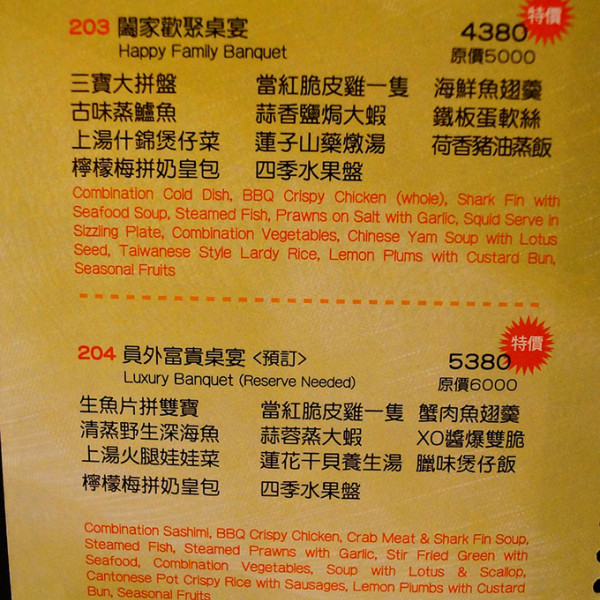 203 闔家歡聚桌宴 4380 特價
Happy Family Banquet 原價5000
三寶大拼盤 當紅脆皮雞一隻 海鮮魚翅羹
古味蒸鱸魚 蒜香鹽焗大蝦 鐵板蛋軟絲
上湯什錦煲仔菜 蓮子山藥燉湯 荷香豬油蒸飯
檸檬梅拼奶皇包 四季水果盤
Combination Cold Dish, BBQ Crispy Chicken (whole), Shark Fin with
Seafood Soup, Steamed Fish, Prawns on Salt with Garlic, Squid Serve in
Sizzling Plate, Combination Vegetables, Chinese Yam Soup with Lotus
Seed, Taiwanese Style Lardy Rice, Lemon Plums with Custard Bun,
Seasonal Fruits
204 員外富貴桌宴 <預訂> 5380 特價
Luxury Banquet (Reserve Needed) 原價6000
生魚片拼雙寶 當紅脆皮雞一隻 蟹肉魚翅羹
清蒸野生深海魚 蒜蓉蒸大蝦 XO醬爆雙脆
上湯火腿娃娃菜 蓮花干貝養生湯 臘味煲仔飯
檸檬梅拼奶皇包 四季水果盤
Combination Sashimi, BBQ Crispy Chicken, Crab Meat & Shark Fin Soup,
Steamed Fish, Steamed Prawns with Garlic, Stir Fried Green with
Seafood, Combination Vegetables, Soup with Lotus & Scallop,
Cantonese Pot Crispy Rice with Sausages, Lemon Plumbs with Custard
Bun, Seasonal Fruits